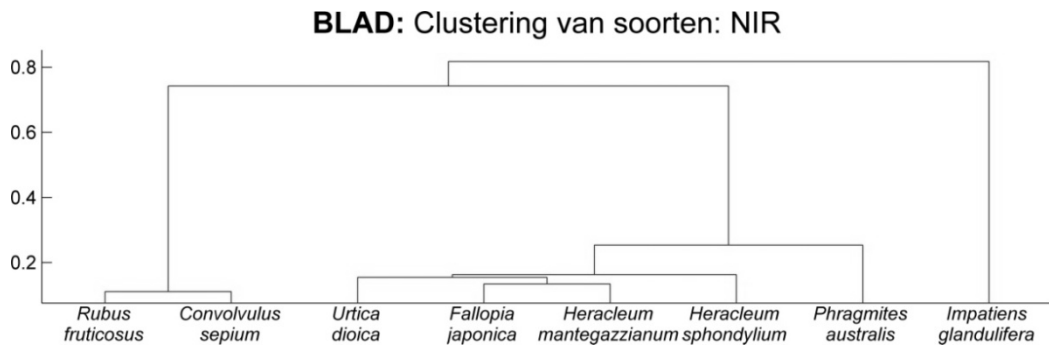 BLAD: Clustering van soorten: NIR
0.8
0.6
0.4
0.2
Rubus fruticosus
Convolvulus sepium
Urtica dioica
Fallopia japonica
Heracleum mantegazzianum
Heracleum sphondylium
Phragmites australis
Impatiens glandulifera